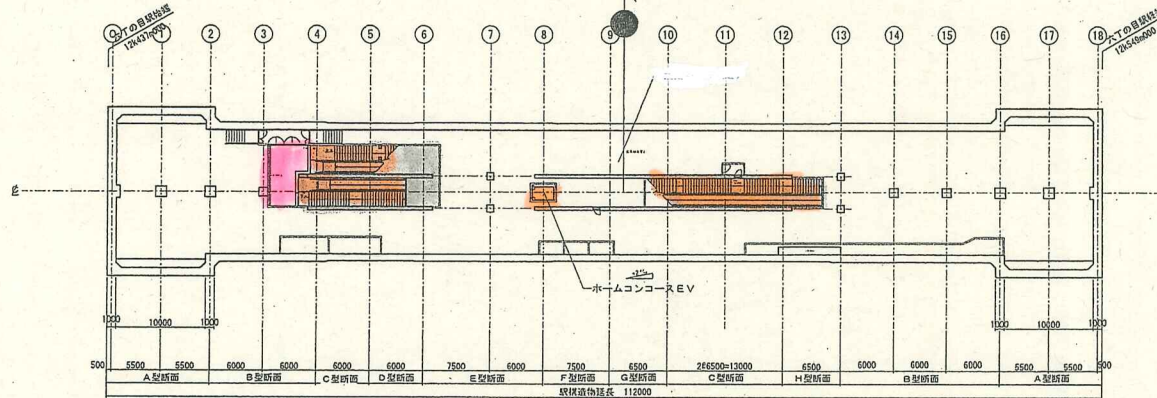 六丁の目駅始端
12k437m000
六丁の目駅終端
12k549m000
0 1 2 3 4 5 6 7 8 9 10 11 12 13 14 15 16 17 18
ホームコンコースEV
1000 10000 1000
1000 10000 1000
500 5500 5500 6000 6000 6000 6000 7500 6000 7500 6500 2@6500=13000 6500 6000 6000 6000 5500 5500 500
A型断面 B型断面 C型断面 D型断面 E型断面 F型断面 G型断面 C型断面 H型断面 B型断面 A型断面
駅構造物延長 112000